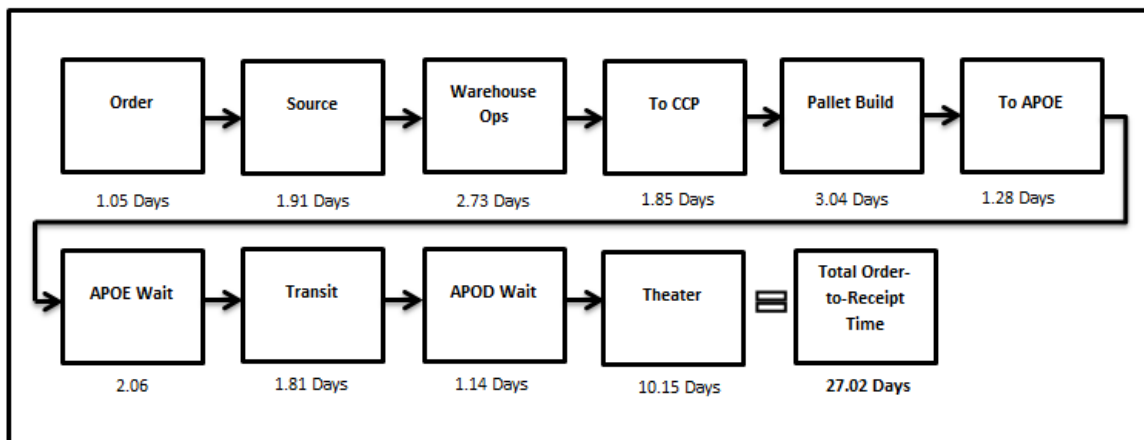 Order
Source
Warehouse
Ops
To CCP
Pallet Build
To APOE
1.05 Days
1.91 Days
2.73 Days
1.85 Days
3.04 Days
1.28 Days
APOE Wait
Transit
APOD Wait
Theater
Total Order-
to-Receipt
Time
2.06
1.81 Days
1.14 Days
10.15 Days
27.02 Days